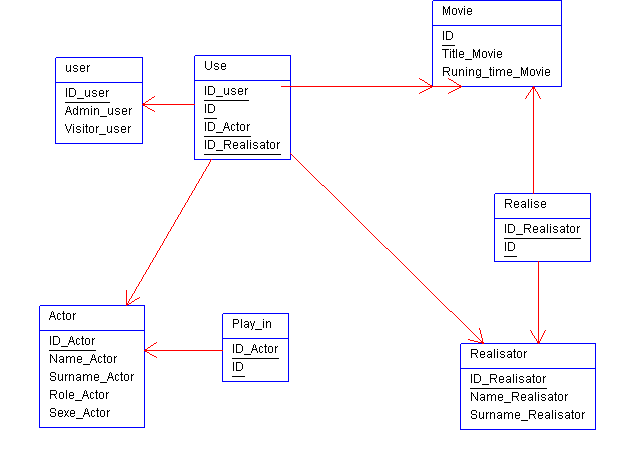 Movie
ID
Title_Movie
Runing_time_Movie
user
ID_user
Admin_user
Visitor_user
Use
ID_user
ID
ID_Actor
ID_Realisator
Realise
ID_Realisator
ID
Actor
ID_Actor
Name_Actor
Surname_Actor
Role_Actor
Sexe_Actor
Play_in
ID_Actor
ID
Realisator
ID_Realisator
Name_Realisator
Surname_Realisator